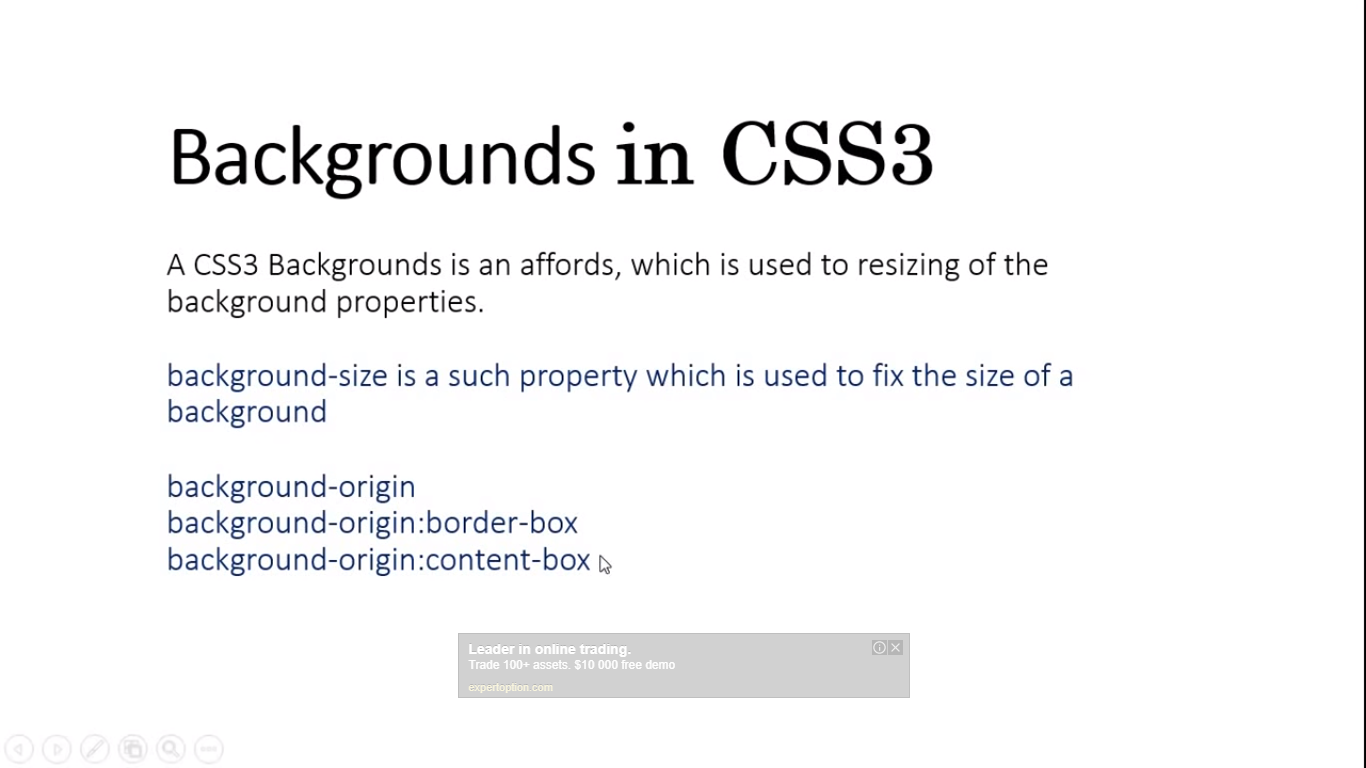 Backgrounds in CSS3
A CSS3 Backgrounds is an affords, which is used to resizing of the
background properties.
background-size is a such property which is used to fix the size of a
background
background-origin
background-origin:border-box
background-origin:content-box
Leader in online trading.
Trade 100+ assets. $10 000 free demo
expertoption.com